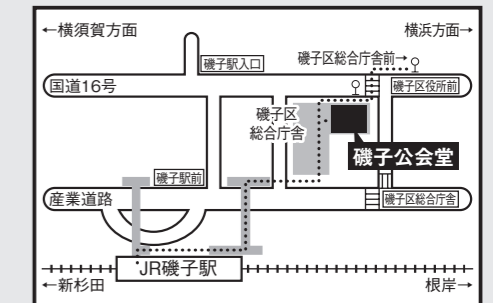 ←横須賀方面
横浜方面→
磯子駅入口
磯子区総合庁舎前→
国道16号
磯子区役所前
磯子区
総合庁舎
磯子公会堂
磯子駅前
産業道路
磯子区総合庁舎
JR磯子駅
←新杉田
根岸→